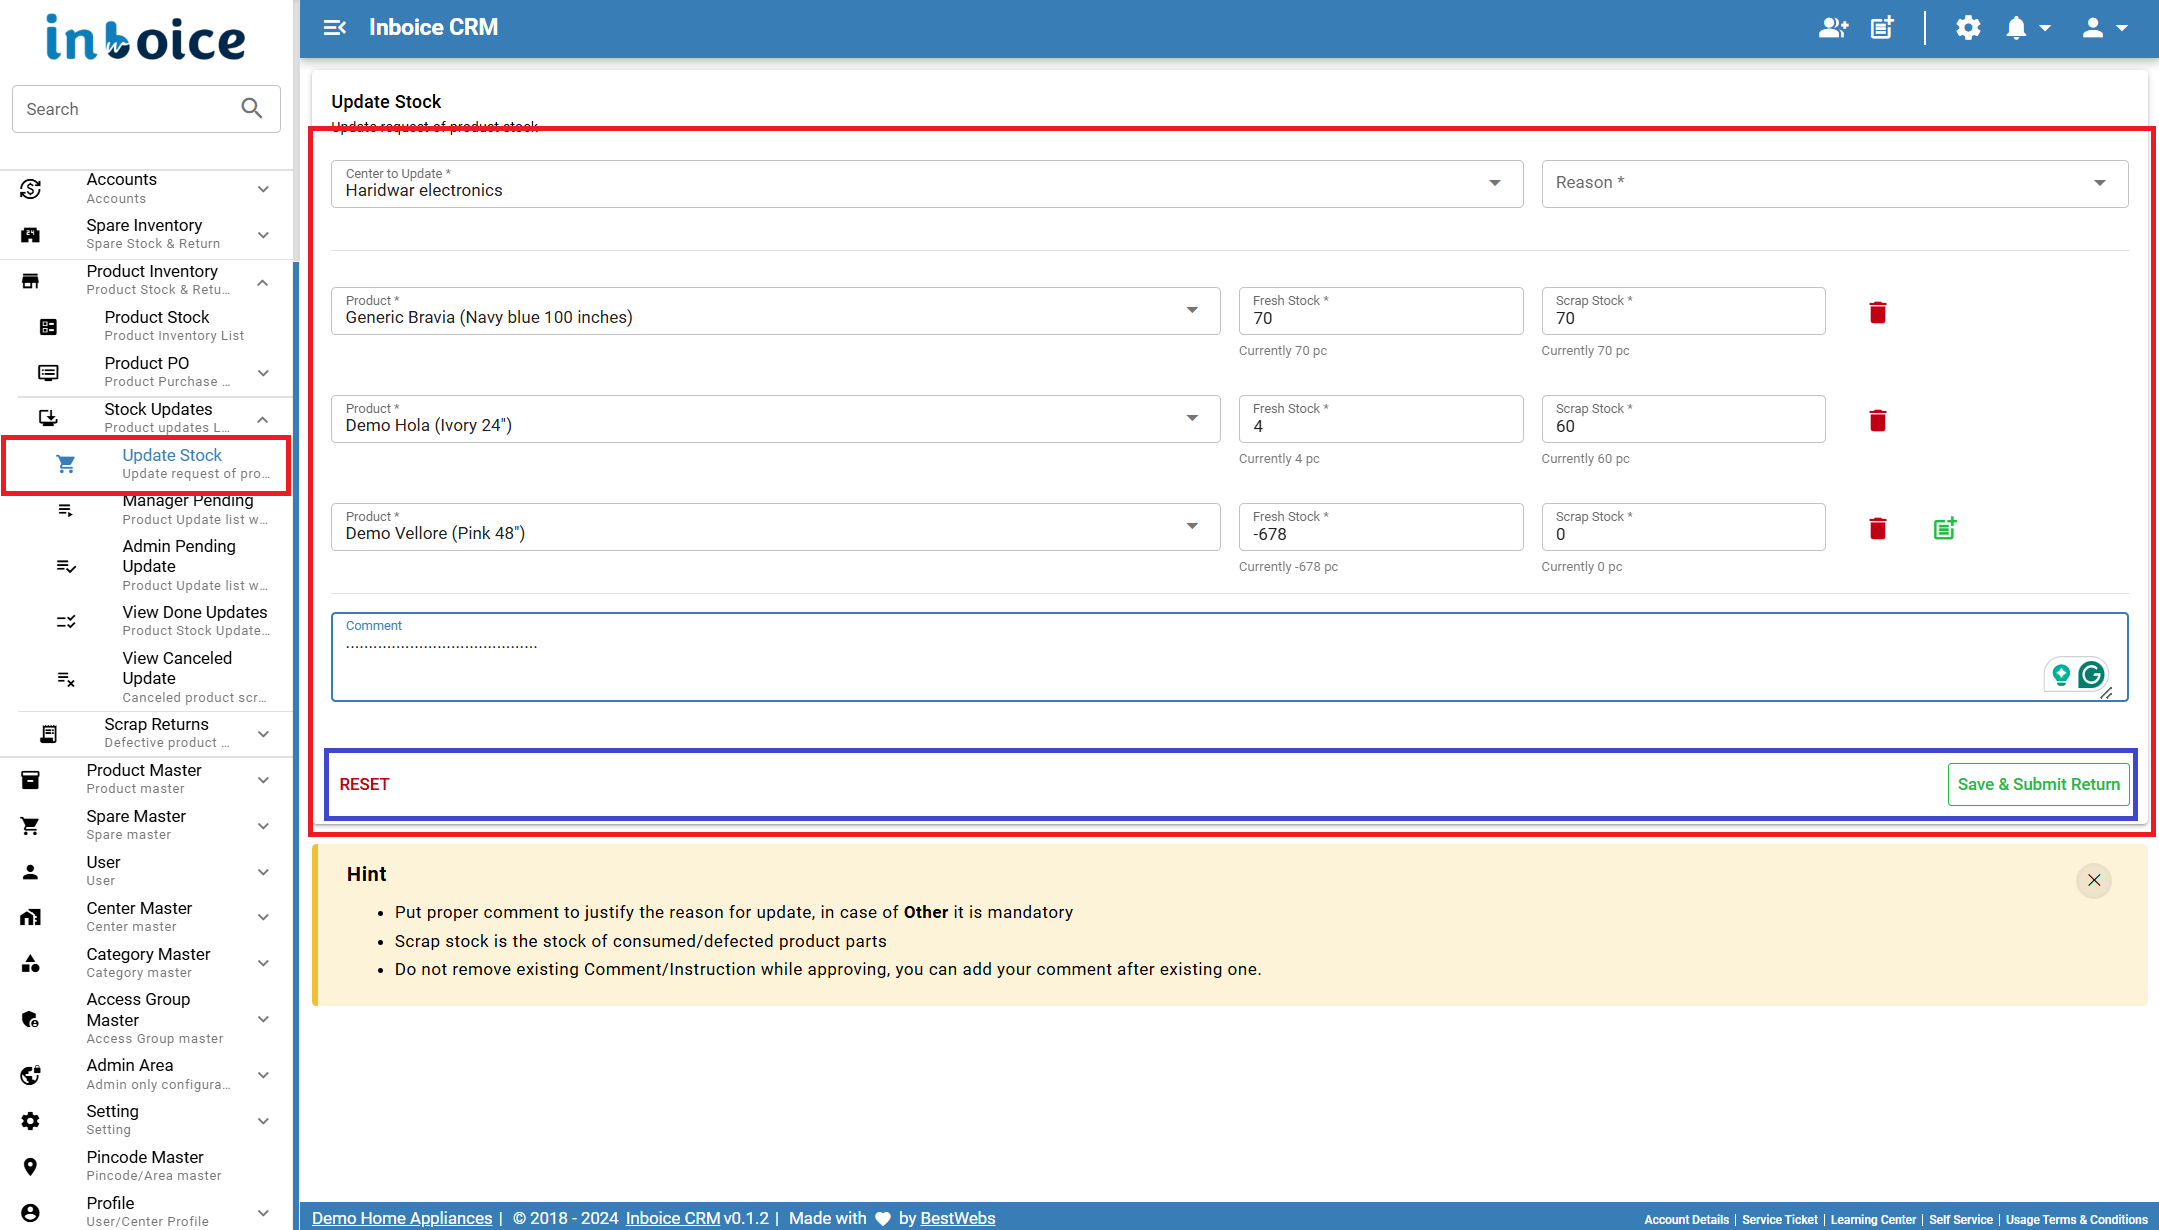 inboice
Search
Accounts
Accounts
Spare Inventory
Spare Stock & Return
Product Inventory
Product Stock & Retu...
Product Stock
Product Inventory List
Product PO
Product Purchase ...
Stock Updates
Product updates L...
Update Stock
Update request of pro...
Manager Pending
Product Update list w...
Admin Pending
Update
Product Update list w...
View Done Updates
Product Stock Update...
View Canceled
Update
Canceled product scr...
Scrap Returns
Defective product ...
Product Master
Product master
Spare Master
Spare master
User
User
Center Master
Center master
Category Master
Category master
Access Group
Master
Access Group master
Admin Area
Admin only configura...
Setting
Setting
Pincode Master
Pincode/Area master
Profile
User/Center Profile
Inboice CRM
Update Stock
Update request of product stock
Center to Update *
Haridwar electronics
Reason *
Product *
Generic Bravia (Navy blue 100 inches)
Fresh Stock *
70
Currently 70 pc
Scrap Stock *
70
Currently 70 pc
Product *
Demo Hola (Ivory 24")
Fresh Stock *
4
Currently 4 pc
Scrap Stock *
60
Currently 60 pc
Product *
Demo Vellore (Pink 48")
Fresh Stock *
-678
Currently -678 pc
Scrap Stock *
0
Currently 0 pc
Comment
..........................................
RESET
Save & Submit Return
Hint
• Put proper comment to justify the reason for update, in case of Other it is mandatory
• Scrap stock is the stock of consumed/defected product parts
• Do not remove existing Comment/Instruction while approving, you can add your comment after existing one.
Demo Home Appliances | © 2018 - 2024 Inboice CRM v0.1.2 | Made with ♥ by BestWebs
Account Details | Service Ticket | Learning Center | Self Service | Usage Terms & Conditions